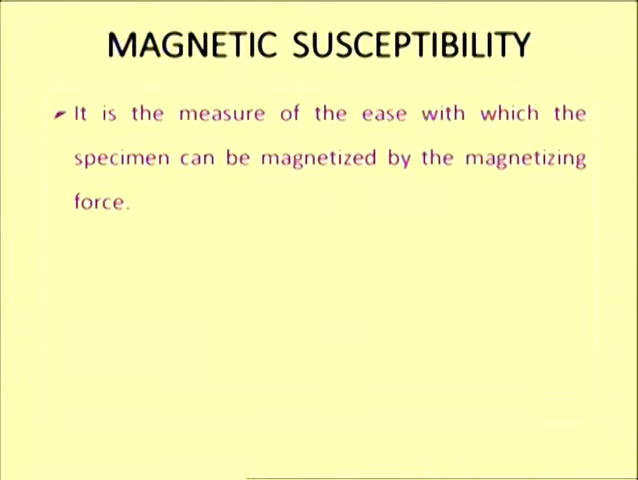 MAGNETIC SUSCEPTIBILITY
It is the measure of the ease with which the
specimen can be magnetized by the magnetizing
force.